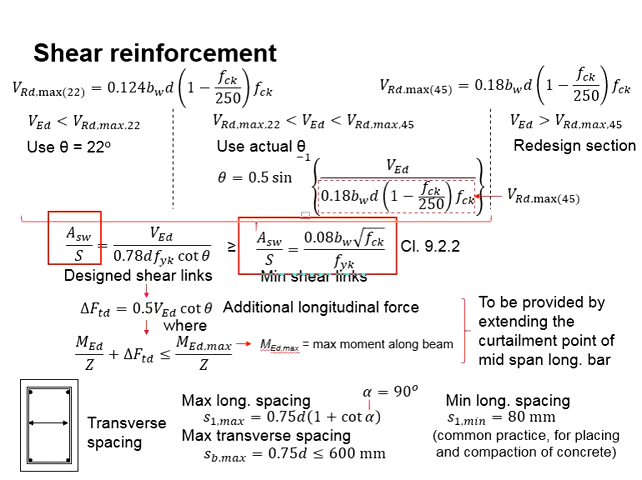 Shear reinforcement
V_Rd,max(22) = 0.124b_w d (1 − f_ck/250) f_ck
V_Rd.max(45) = 0.18b_w d (1 − f_ck/250) f_ck
V_Ed < V_Rd.max.22
V_Rd.max.22 < V_Ed < V_Rd.max.45
V_Ed > V_Rd.max.45
Use θ = 22°
Use actual θ
Redesign section
θ = 0.5 sin⁻¹ {V_Ed / 0.18b_w d (1 − f_ck/250) f_ck}
V_Rd.max(45)
A_sw/S = V_Ed / 0.78d f_yk cot θ ≥ A_sw/S = 0.08b_w √f_ck / f_yk Cl. 9.2.2
Designed shear links
Min shear links
ΔF_td = 0.5V_Ed cot θ Additional longitudinal force
where
M_Ed/Z + ΔF_td ≤ M_Ed,max/Z
M_Ed,max = max moment along beam
To be provided by
extending the
curtailment point of
mid span long. bar
Transverse
spacing
α = 90°
Max long. spacing
s_1,max = 0.75d(1 + cot α)
Max transverse spacing
s_b.max = 0.75d ≤ 600 mm
Min long. spacing
s_1,min = 80 mm
(common practice, for placing
and compaction of concrete)